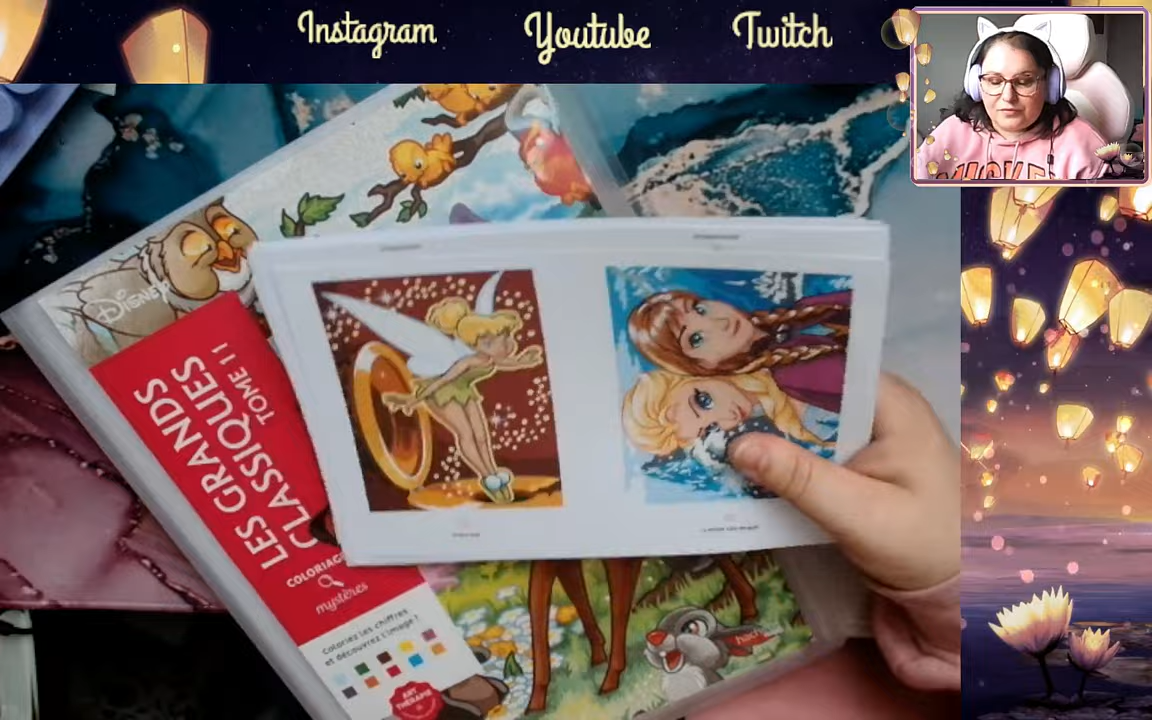 Instagram
Youtube
Twitch
DISNEY
LES GRANDS
CLASSIQUES
TOME 11
COLORIAGES
mystères
Coloriez les chiffres
et découvrez l'image !
ART
THÉRAPIE
hachette